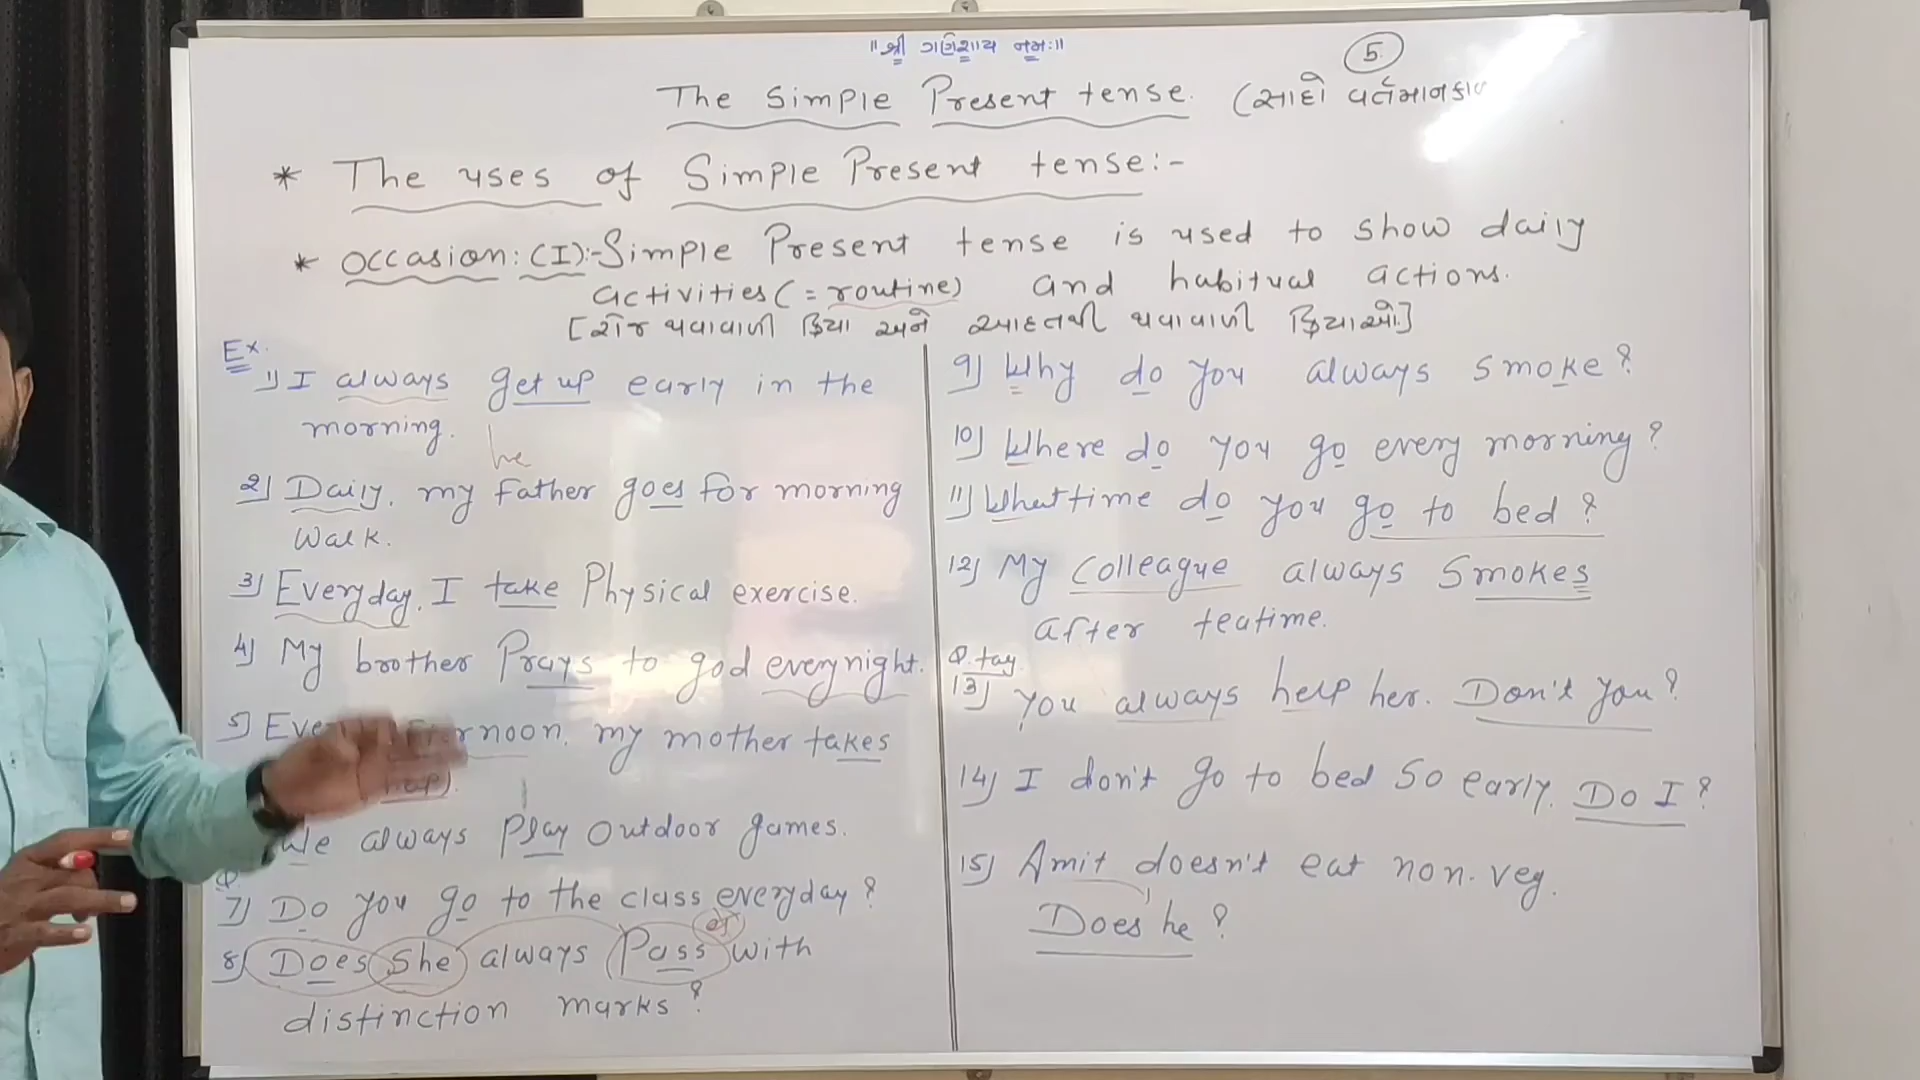 ॥ श्री ગણેશાય નમઃ॥
5.
The Simple Present tense. (સાદો વર્તમાનકાળ
* The uses of Simple Present tense:-
* Occasion: (I):- Simple Present tense is used to show daily
activities (= routine) and habitual actions.
[રોજ થવાવાળી ક્રિયા અને આદતથી થવાવાળી ક્રિયાઓ.]
Ex.
1) I always get up early in the
morning.
he
2) Daily, my Father goes for morning
walk.
3) Everyday, I take Physical exercise.
4) My brother Prays to god every night.
5) my mother takes
We always Play outdoor games.
Q.
7) Do you go to the class everyday?
es
8) Does She always Pass with
distinction marks?
9) Why do you always smoke?
10) Where do you go every morning?
11) What time do you go to bed?
12) My Colleague always Smokes
after teatime.
Q. tag.
13) You always help her. Don't you?
14) I don't go to bed so early. Do I?
15) Amit doesn't eat non-veg.
Does he?